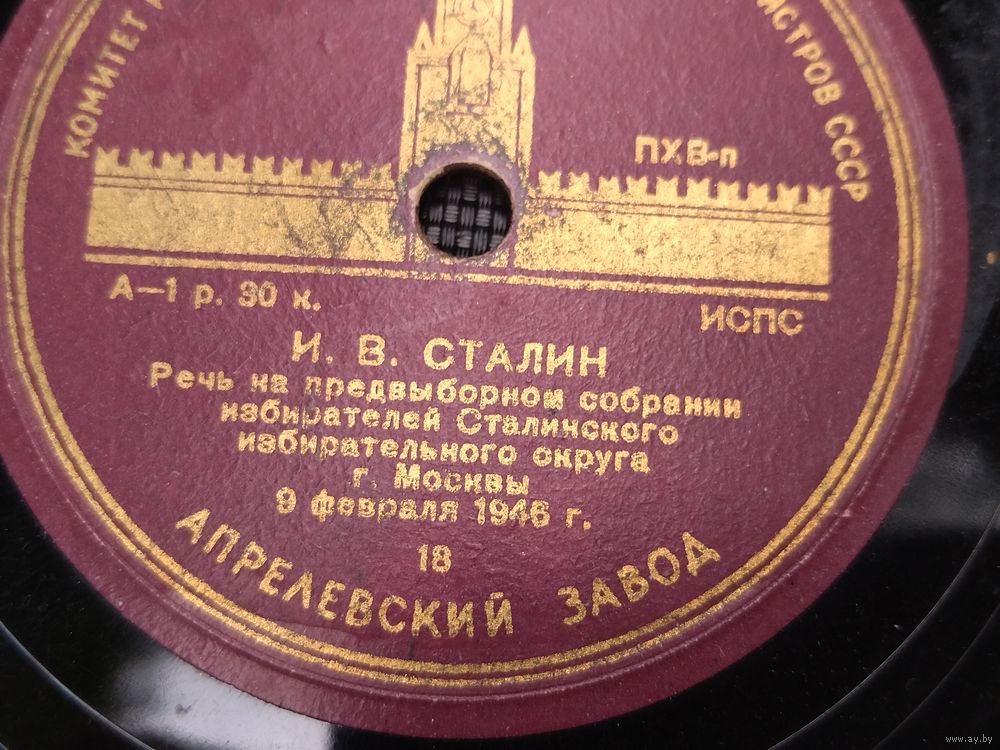 КОМИТЕТ
СССР
ПХВ-п
А—1 р. 30 к.
ИСПС
И. В. СТАЛИН
Речь на предвыборном собрании
избирателей Сталинского
избирательного округа
г. Москвы
9 февраля 1946 г.
18
АПРЕЛЕВСКИЙ ЗАВОД
www.ay.by